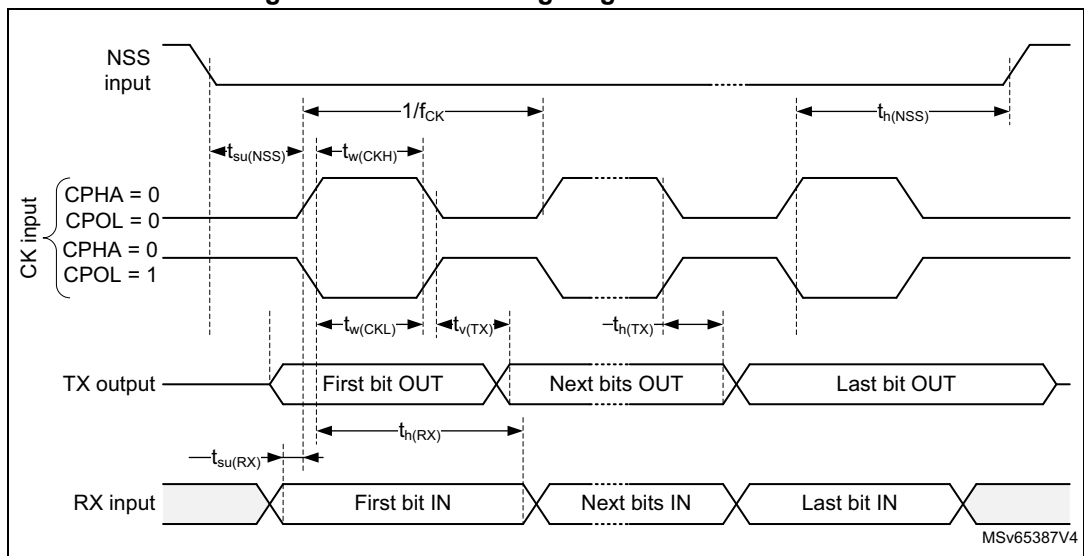 NSS
input
1/fCK
th(NSS)
tsu(NSS)
tw(CKH)
CK input
CPHA = 0
CPOL = 0
CPHA = 0
CPOL = 1
tw(CKL)
tv(TX)
th(TX)
TX output
First bit OUT
Next bits OUT
Last bit OUT
th(RX)
tsu(RX)
RX input
First bit IN
Next bits IN
Last bit IN
MSv65387V4